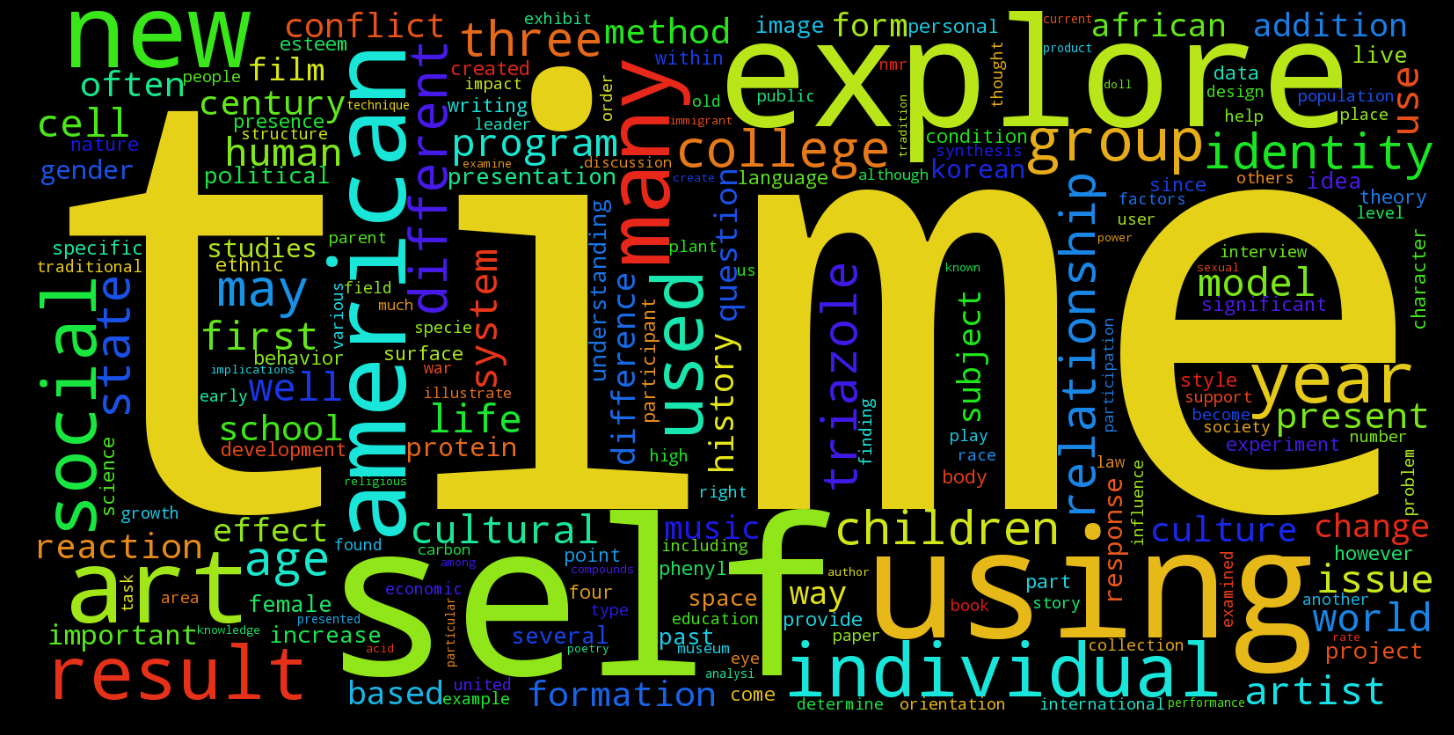 new
conflict
exhibit
esteem
three
method
image
form
personal
current
african
addition
often
people
film
created
impact
within
nmr
product
live
century
technique
writing
old
public
thought
doll
data
design
population
use
cell
presence
leader
order
immigrant
explore
help
place
nature
structure
human
program
many
college
tradition
condition
group
identity
gender
political
american
different
examine
presentation
discussion
create
language
although
synthesis
korean
since
others
idea
factors
theory
level
user
specific
traditional
studies
ethnic
parent
time
understanding
plant
us
question
relationship
power
known
interview
sexual
model
significant
character
social
state
may
field
much
various
specie
system
difference
participant
used
history
triazole
subject
participation
first
behavior
implications
surface
war
illustrate
early
well
life
finding
play
race
body
year
style
support
become
society
present
experiment
number
school
development
protein
high
right
law
science
religious
growth
influence
problem
effect
cultural
music
children
response
culture
change
reaction
age
found
carbon
among
including
point
compounds
phenyl
author
however
art
task
area
female
presented
economic
self
four
type
space
way
using
part
story
book
examined
issue
another
world
important
knowledge
increase
acid
particular
several
poetry
education
past
museum
provide
paper
collection
rate
project
result
based
united
example
formation
eye
analysi
come
individual
determine
orientation
international
performance
artist